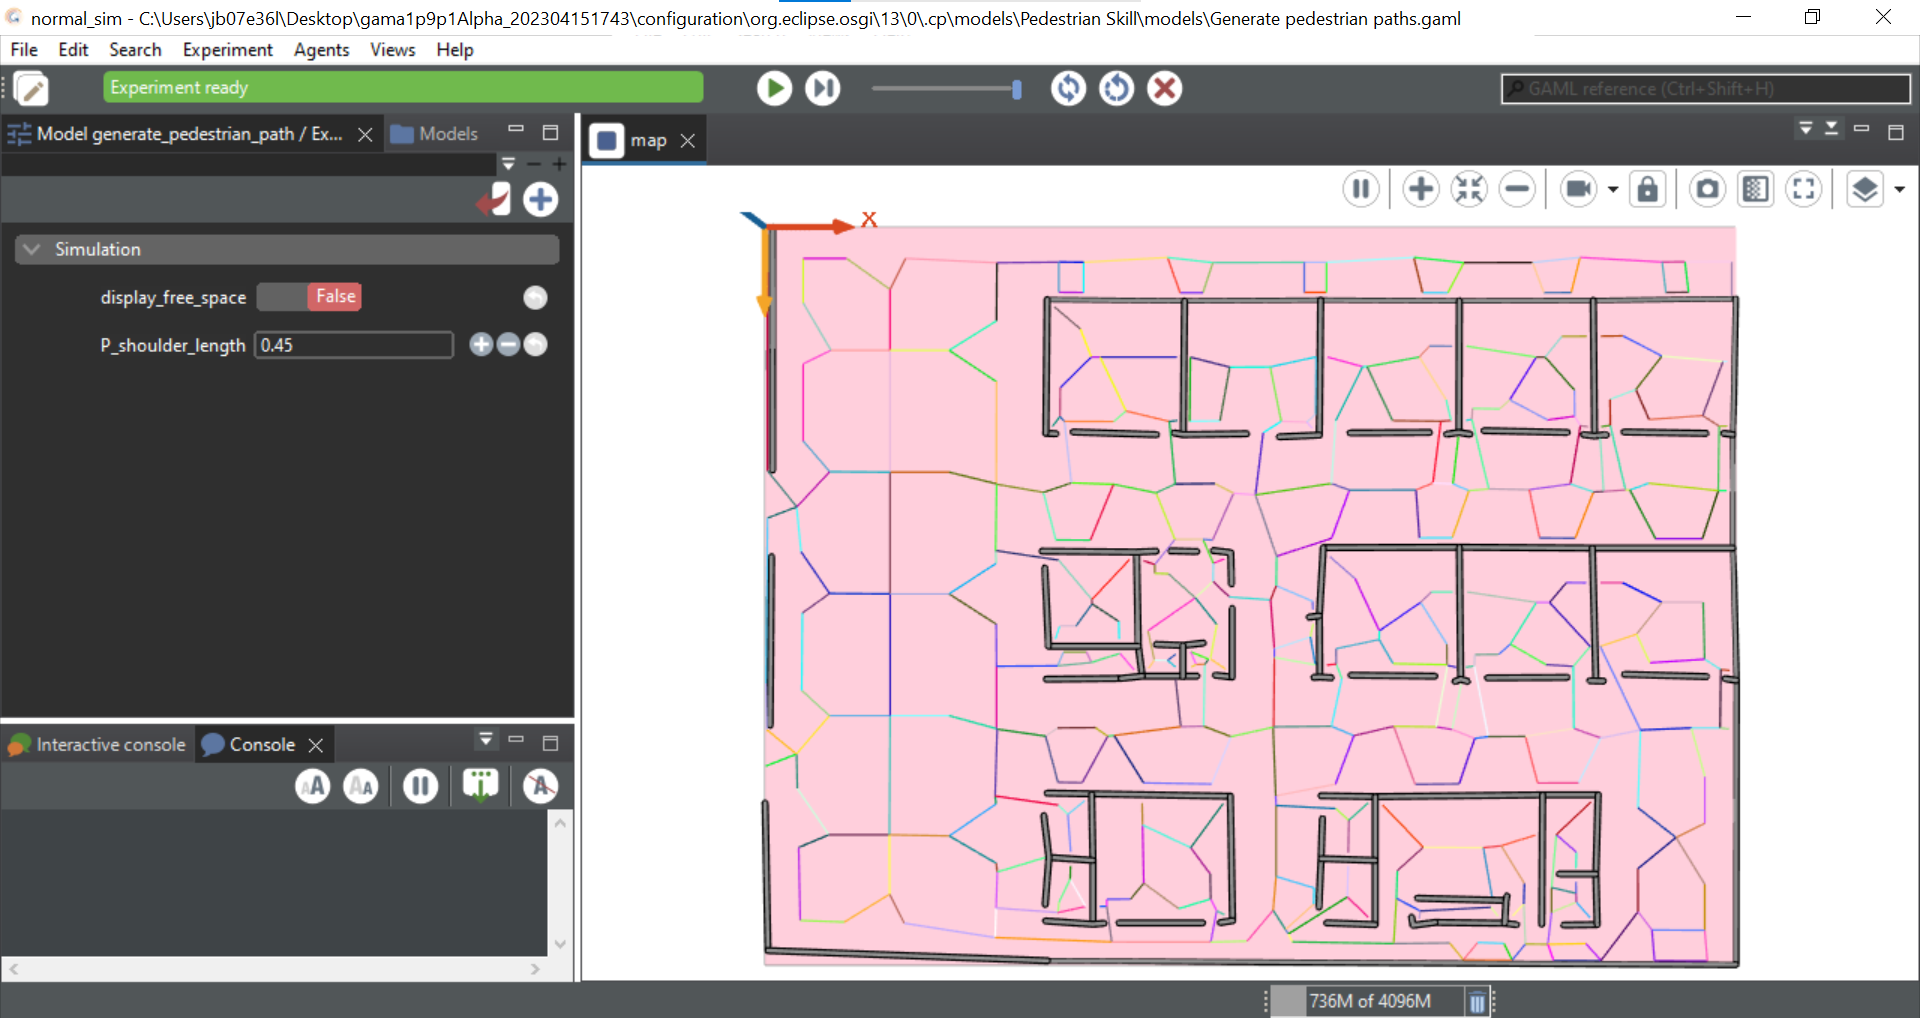 normal_sim - C:\Users\jb07e36l\Desktop\gama1p9p1Alpha_202304151743\configuration\org.eclipse.osgi\13\0\.cp\models\Pedestrian Skill\models\Generate pedestrian paths.gaml
File Edit Search Experiment Agents Views Help
Experiment ready
GAML reference (Ctrl+Shift+H)
Model generate_pedestrian_path / Ex...
Models
map
Simulation
display_free_space False
P_shoulder_length 0.45
X
Interactive console
Console
736M of 4096M